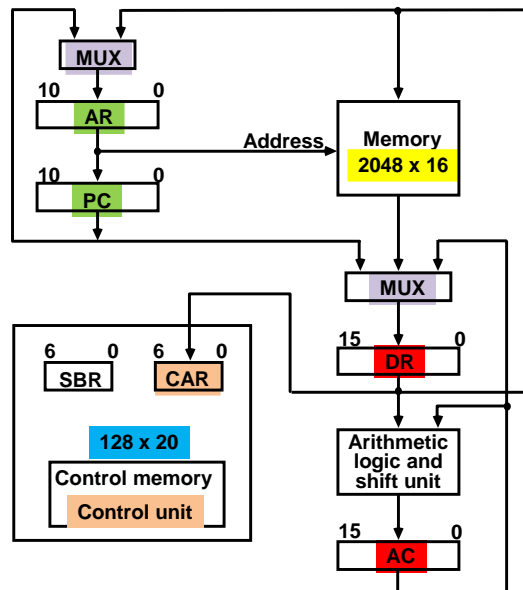 MUX
10 0
AR
Address
Memory
2048 x 16
10 0
PC
MUX
15 0
DR
6 0
SBR
6 0
CAR
128 x 20
Control memory
Control unit
Arithmetic
logic and
shift unit
15 0
AC